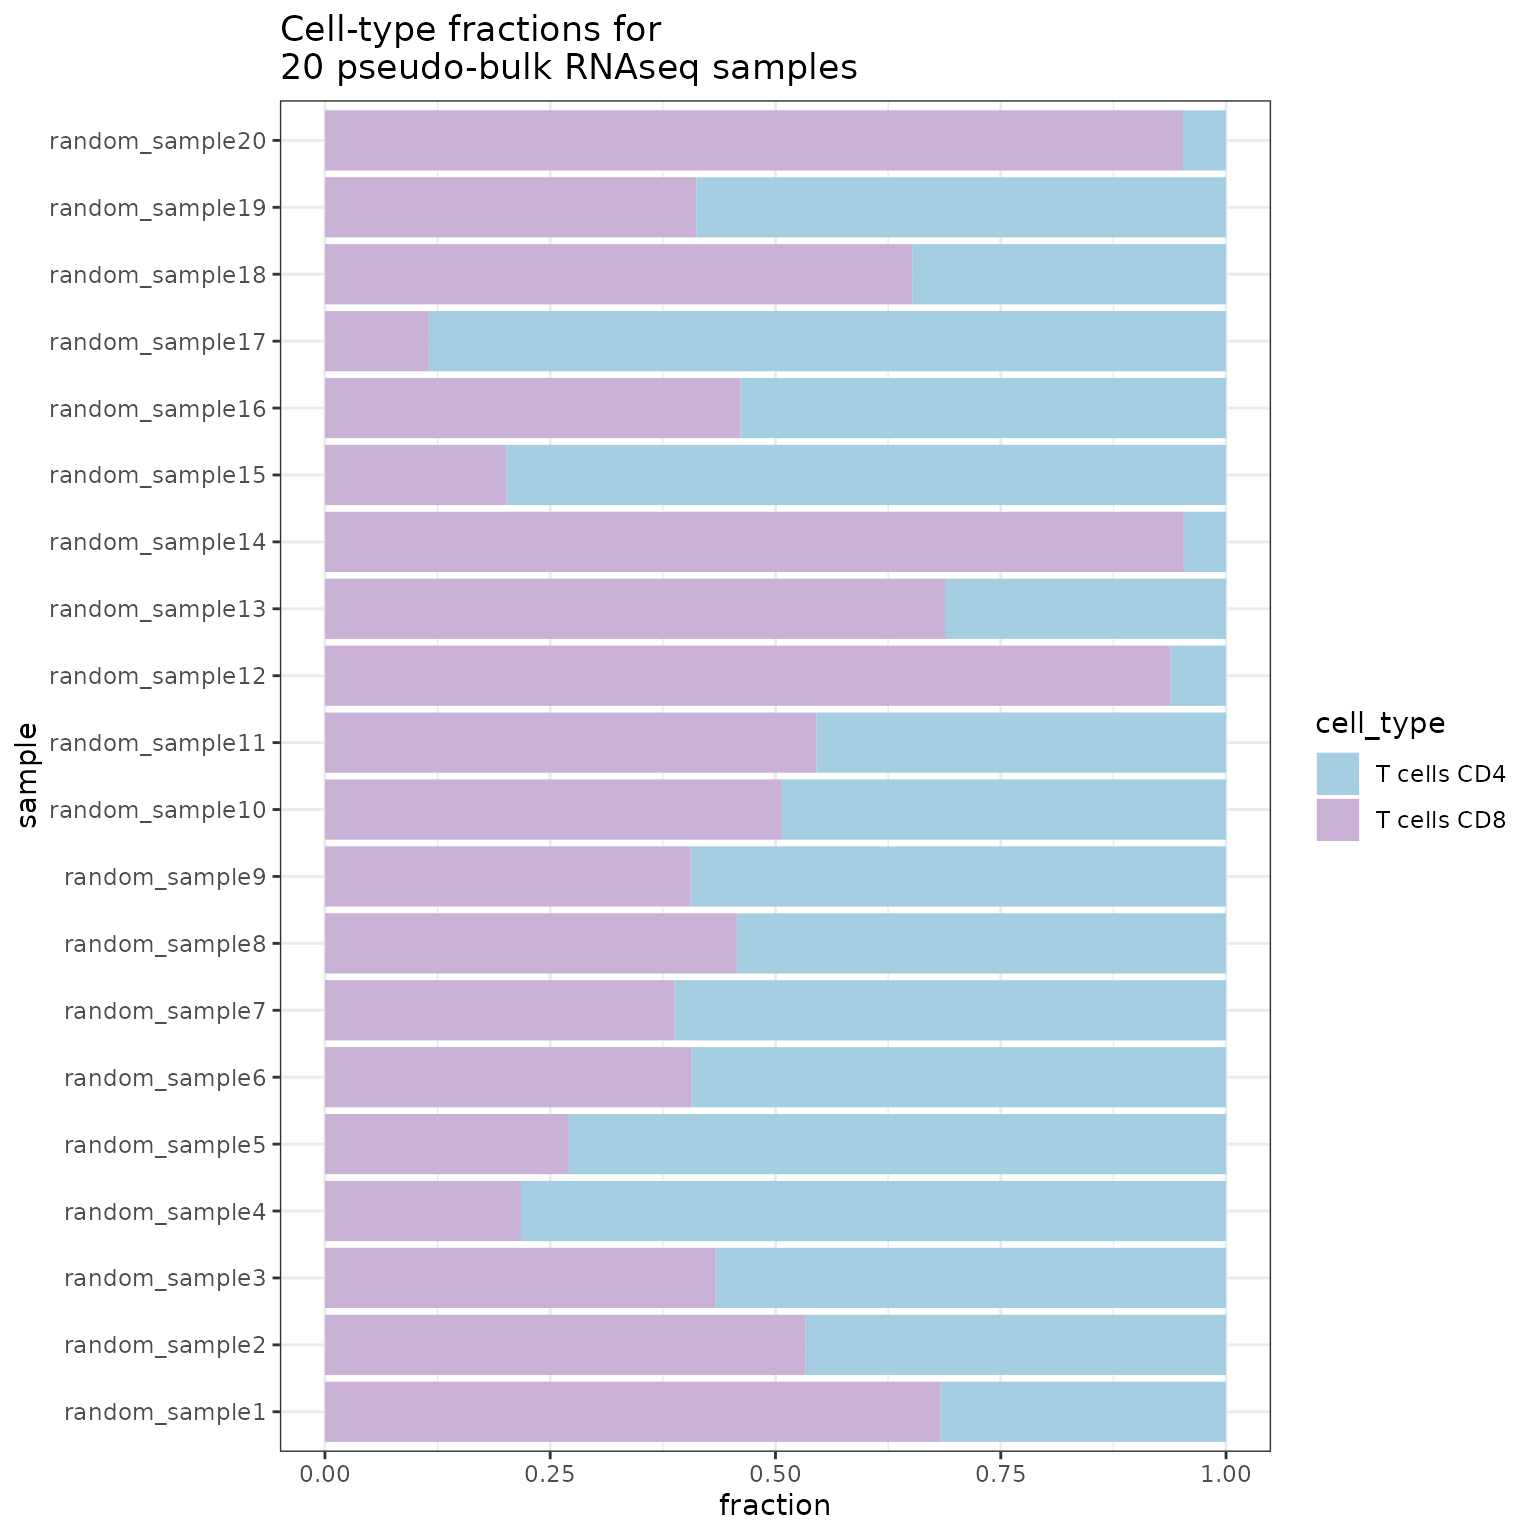 Cell-type fractions for
20 pseudo-bulk RNAseq samples
random_sample20
random_sample19
random_sample18
random_sample17
random_sample16
random_sample15
random_sample14
random_sample13
random_sample12
random_sample11
random_sample10
random_sample9
random_sample8
random_sample7
random_sample6
random_sample5
random_sample4
random_sample3
random_sample2
random_sample1
sample
0.00 0.25 0.50 0.75 1.00
fraction
cell_type
T cells CD4
T cells CD8